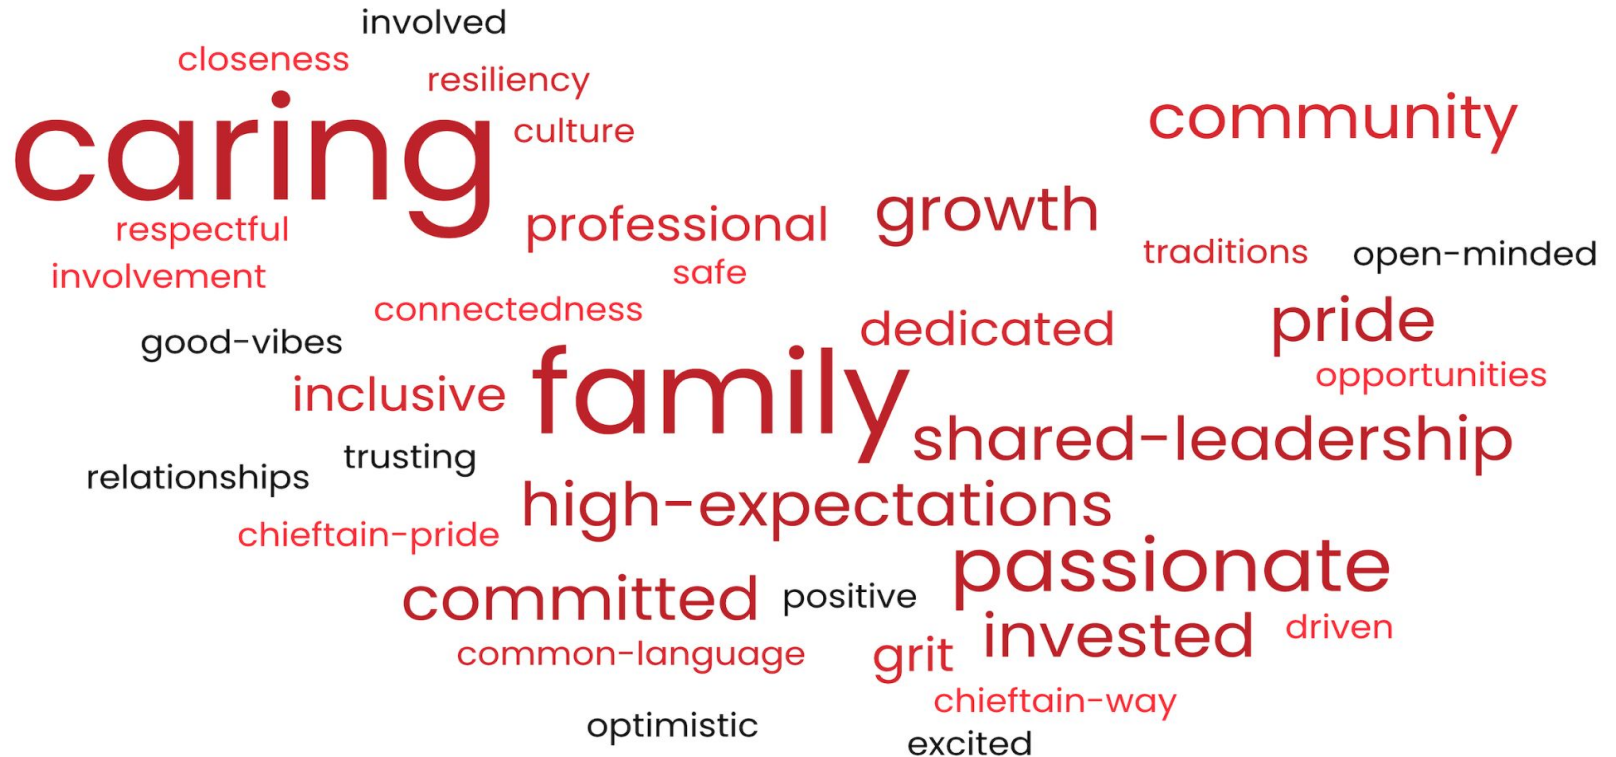 involved
closeness
resiliency
caring
culture
community
respectful
professional
growth
involvement
safe
traditions
open-minded
connectedness
good-vibes
dedicated
pride
inclusive
family
opportunities
shared-leadership
trusting
relationships
high-expectations
chieftain-pride
passionate
committed
positive
invested
driven
common-language
grit
chieftain-way
optimistic
excited